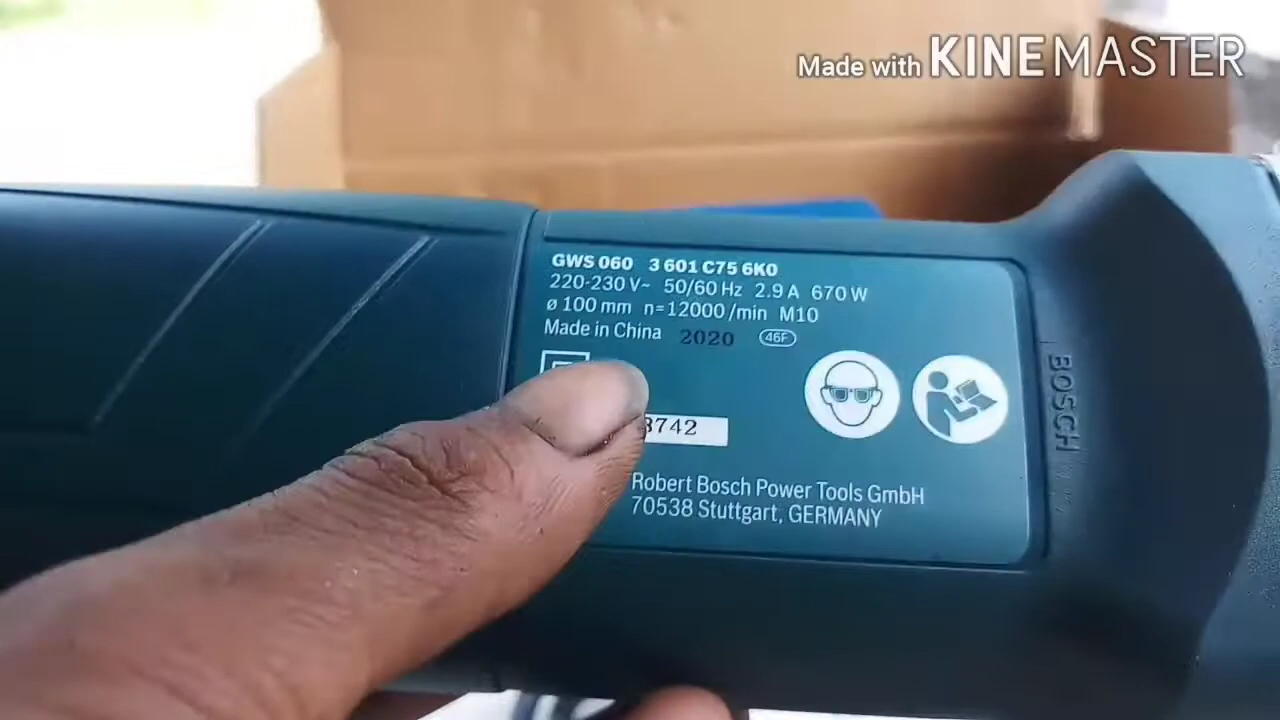 Made with KINEMASTER
GWS 060 3 601 C75 6K0
220-230 V~ 50/60 Hz 2.9 A 670 W
ø 100 mm n=12000 /min M10
Made in China 2020 46F
3742
Robert Bosch Power Tools GmbH
70538 Stuttgart, GERMANY
BOSCH